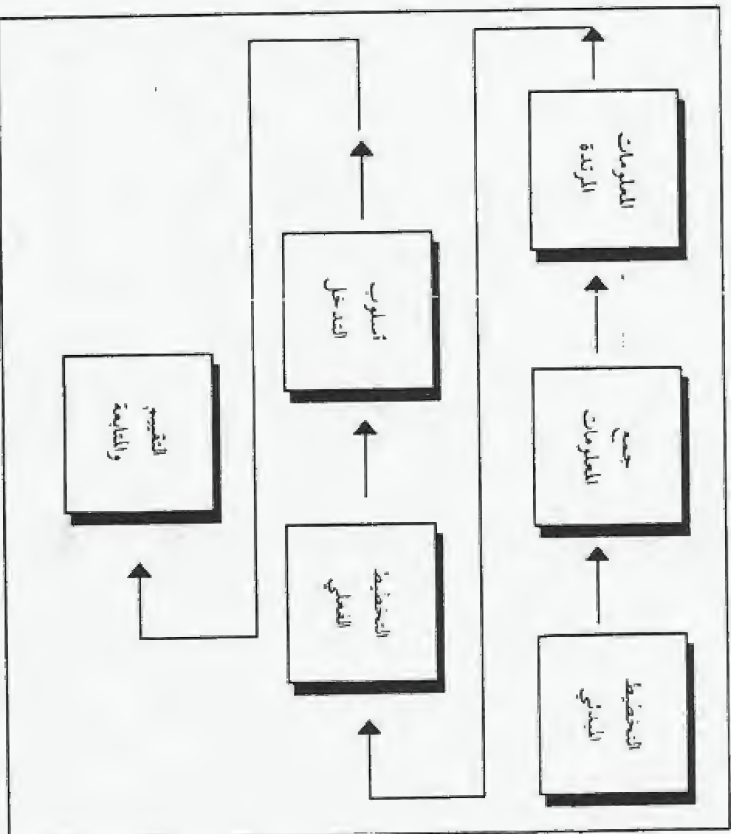 التخطيط
المبدئي
جمع
المعلومات
المعلومات
المرتدة
التخطيط
الفعلي
أسلوب
التدخل
التقييم
والمتابعة